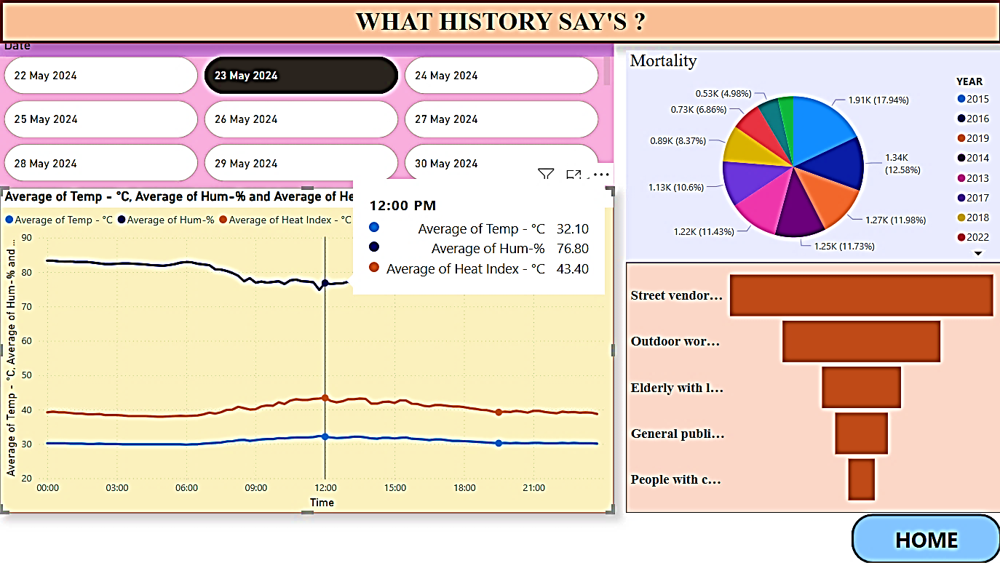 WHAT HISTORY SAY'S ?
Date
22 May 2024
23 May 2024
24 May 2024
25 May 2024
26 May 2024
27 May 2024
28 May 2024
29 May 2024
30 May 2024
Average of Temp - °C, Average of Hum-% and Average of He
Average of Temp - °C
Average of Hum-%
Average of Heat Index - °C
12:00 PM
Average of Temp - °C 32.10
Average of Hum-% 76.80
Average of Heat Index - °C 43.40
Average of Temp - °C, Average of Hum-% and ...
90
80
70
60
50
40
30
20
00:00
03:00
06:00
09:00
12:00
15:00
18:00
21:00
Time
Mortality
0.53K (4.98%)
0.73K (6.86%)
0.89K (8.37%)
1.13K (10.6%)
1.22K (11.43%)
1.91K (17.94%)
1.34K
(12.58%)
1.27K (11.98%)
1.25K (11.73%)
YEAR
2015
2016
2019
2014
2013
2017
2018
2022
Street vendor...
Outdoor wor...
Elderly with l...
General publi...
People with c...
HOME